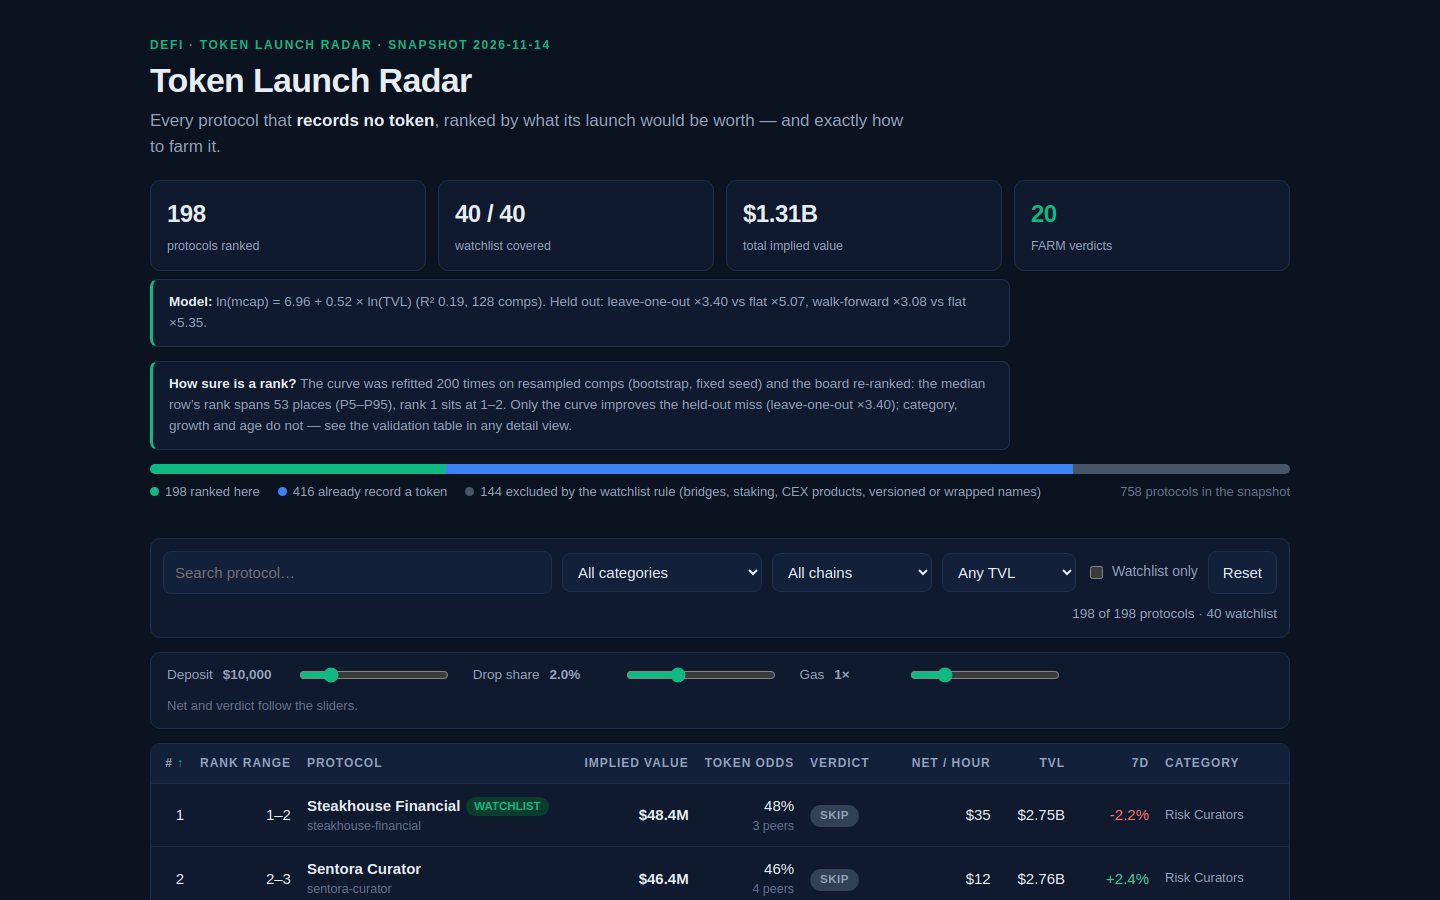 DEFI · TOKEN LAUNCH RADAR · SNAPSHOT 2026-11-14
Token Launch Radar
Every protocol that records no token, ranked by what its launch would be worth — and exactly how
to farm it.
198
protocols ranked
40 / 40
watchlist covered
$1.31B
total implied value
20
FARM verdicts
Model: ln(mcap) = 6.96 + 0.52 × ln(TVL) (R² 0.19, 128 comps). Held out: leave-one-out ×3.40 vs flat ×5.07, walk-forward ×3.08 vs flat
×5.35.
How sure is a rank? The curve was refitted 200 times on resampled comps (bootstrap, fixed seed) and the board re-ranked: the median
row's rank spans 53 places (P5–P95), rank 1 sits at 1–2. Only the curve improves the held-out miss (leave-one-out ×3.40); category,
growth and age do not — see the validation table in any detail view.
198 ranked here 416 already record a token 144 excluded by the watchlist rule (bridges, staking, CEX products, versioned or wrapped names) 758 protocols in the snapshot
Search protocol… All categories All chains Any TVL Watchlist only Reset
198 of 198 protocols · 40 watchlist
Deposit $10,000 Drop share 2.0% Gas 1×
Net and verdict follow the sliders.
# ↑ RANK RANGE PROTOCOL IMPLIED VALUE TOKEN ODDS VERDICT NET / HOUR TVL 7D CATEGORY
1 1–2 Steakhouse Financial WATCHLIST $48.4M 48% SKIP $35 $2.75B -2.2% Risk Curators
steakhouse-financial 3 peers
2 2–3 Sentora Curator $46.4M 46% SKIP $12 $2.76B +2.4% Risk Curators
sentora-curator 4 peers